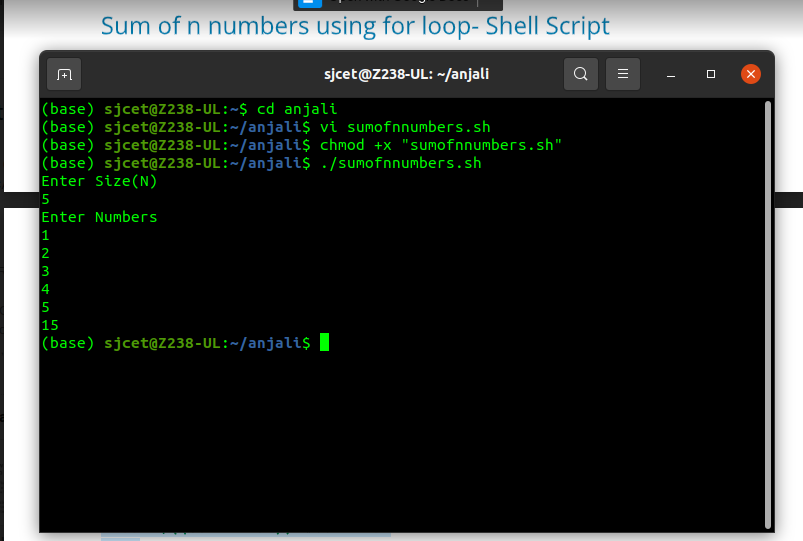 Sum of n numbers using for loop- Shell Script
sjcet@Z238-UL: ~/anjali
(base) sjcet@Z238-UL:~$ cd anjali
(base) sjcet@Z238-UL:~/anjali$ vi sumofnnumbers.sh
(base) sjcet@Z238-UL:~/anjali$ chmod +x "sumofnnumbers.sh"
(base) sjcet@Z238-UL:~/anjali$ ./sumofnnumbers.sh
Enter Size(N)
5
Enter Numbers
1
2
3
4
5
15
(base) sjcet@Z238-UL:~/anjali$